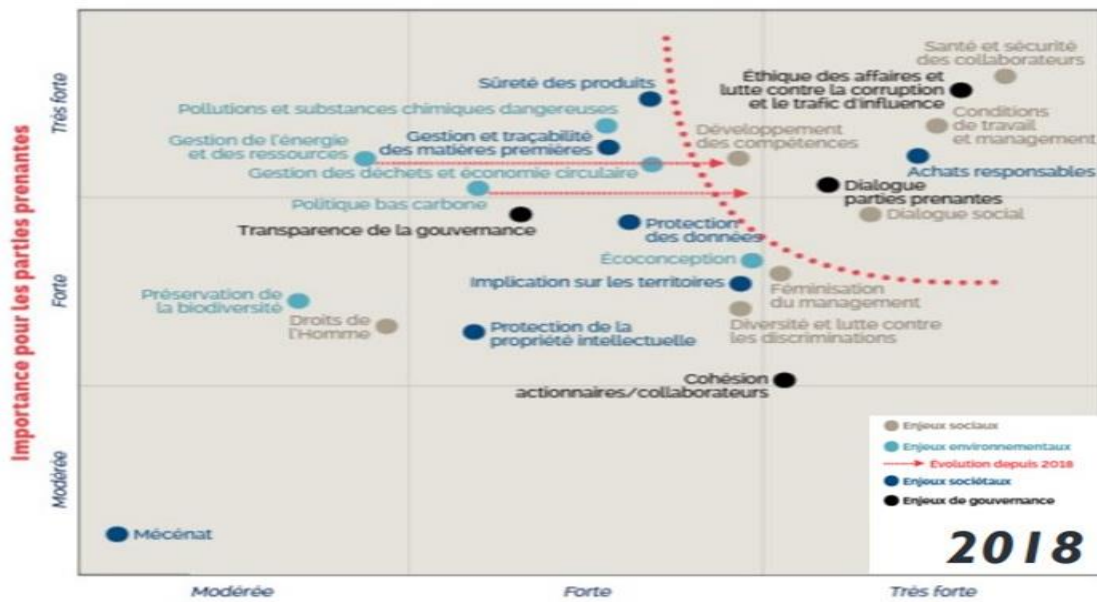 Importance pour les parties prenantes
Très forte
Forte
Modérée
Santé et sécurité
des collaborateurs
Sûreté des produits
Éthique des affaires et
lutte contre la corruption
et le trafic d'influence
Pollutions et substances chimiques dangereuses
Conditions
de travail
et management
Gestion de l'énergie
et des ressources
Gestion et traçabilité
des matières premières
Développement
des compétences
Achats responsables
Gestion des déchets et économie circulaire
Politique bas carbone
Dialogue
parties prenantes
Transparence de la gouvernance
Dialogue social
Protection
des données
Écoconception
Implication sur les territoires
Féminisation
du management
Préservation de
la biodiversité
Droits de
l'Homme
Protection de la
propriété intellectuelle
Diversité et lutte contre
les discriminations
Cohésion
actionnaires/collaborateurs
Mécénat
Enjeux sociaux
Enjeux environnementaux
Évolution depuis 2018
Enjeux sociétaux
Enjeux de gouvernance
2018
Modérée
Forte
Très forte